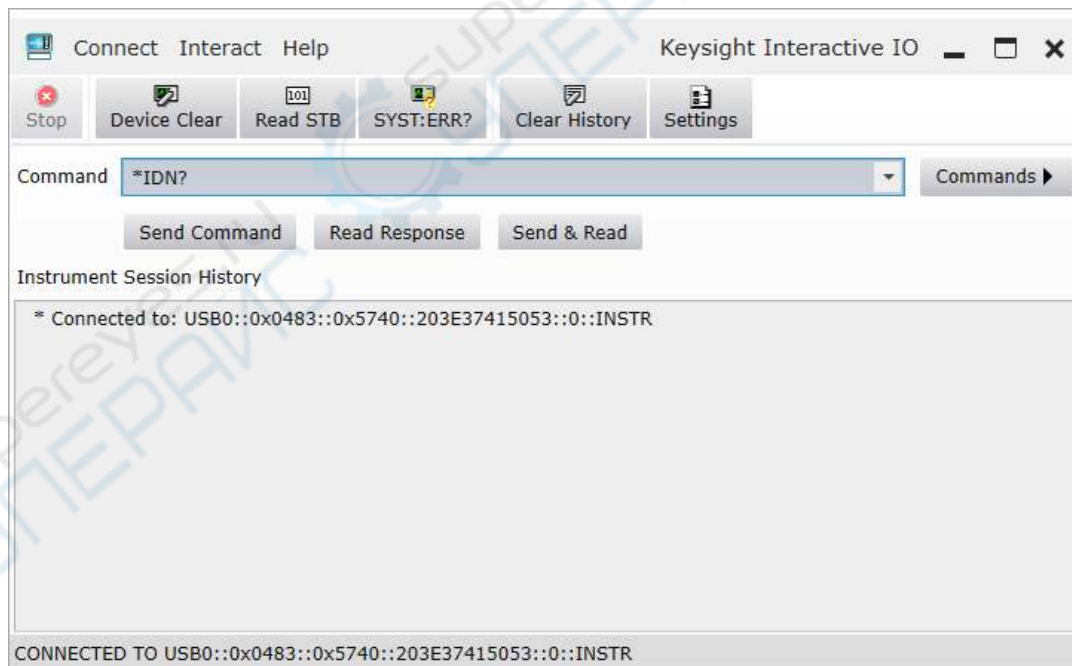 Connect Interact Help Keysight Interactive IO
Stop Device Clear Read STB SYST:ERR? Clear History Settings
Command *IDN? Commands
Send Command Read Response Send & Read
Instrument Session History
* Connected to: USB0::0x0483::0x5740::203E37415053::0::INSTR
CONNECTED TO USB0::0x0483::0x5740::203E37415053::0::INSTR